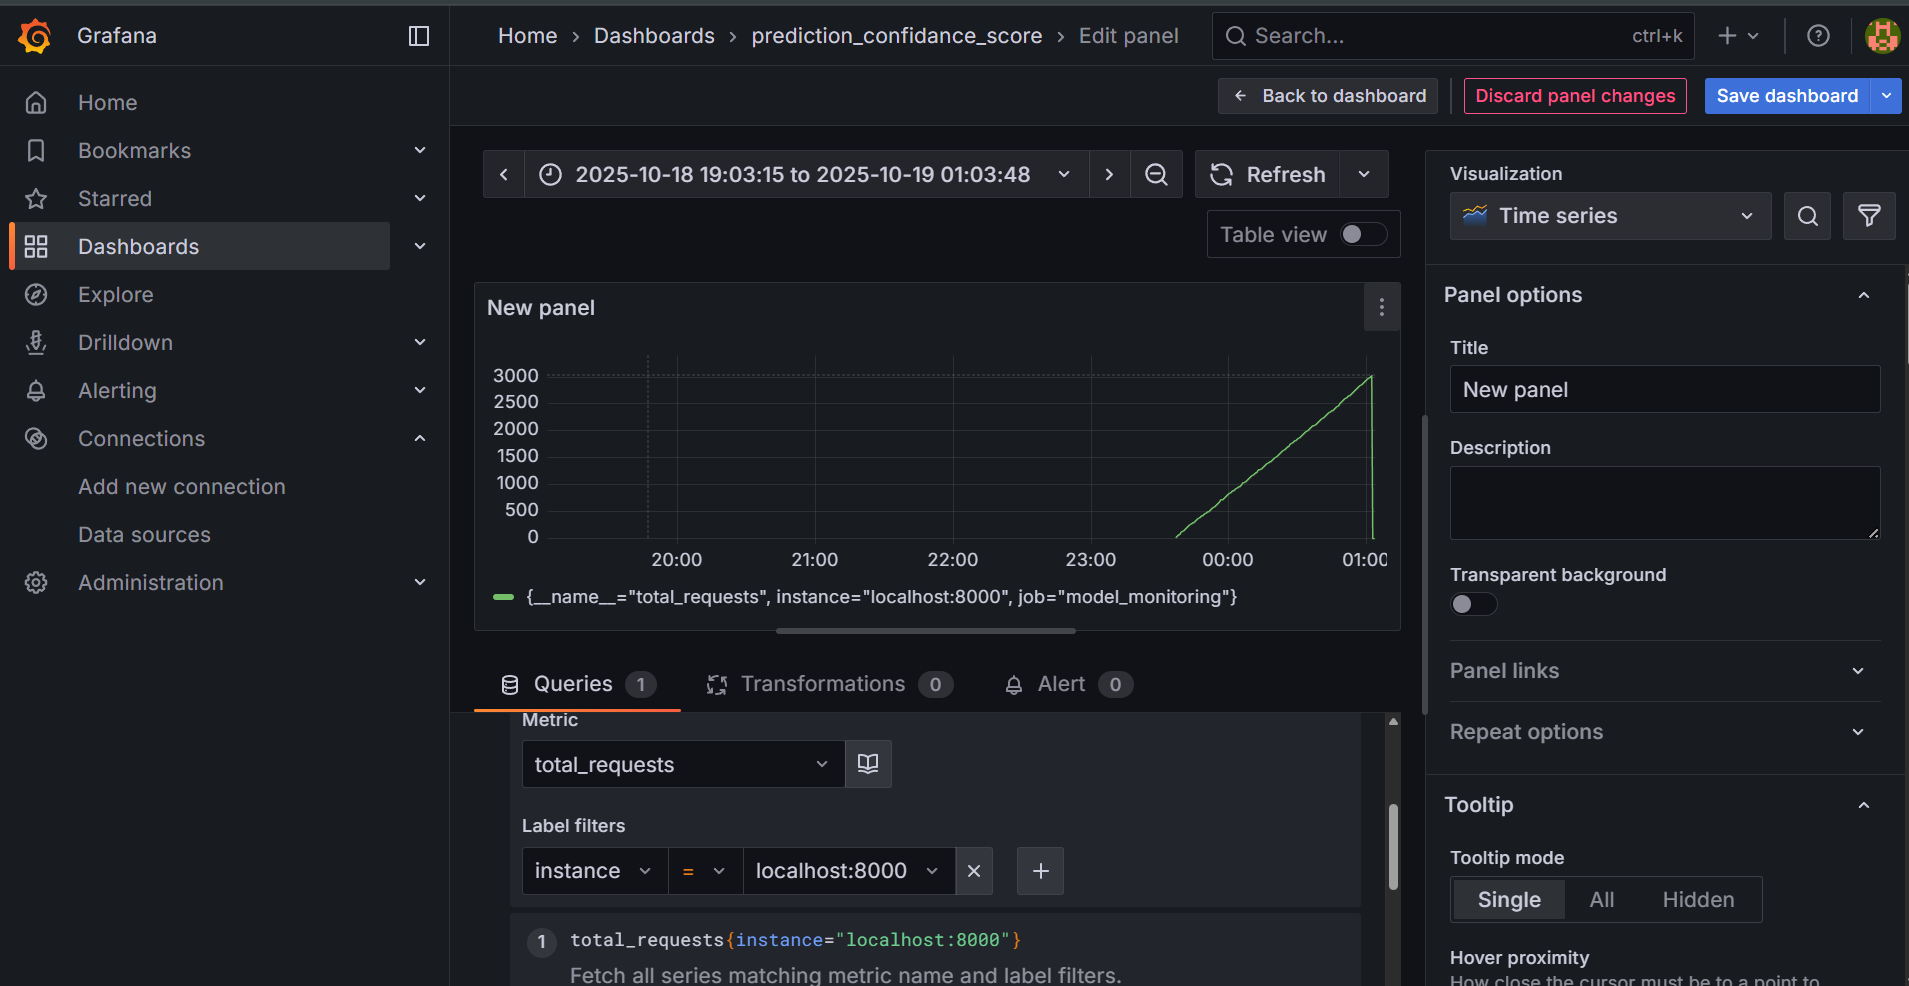 Grafana
Home › Dashboards › prediction_confidance_score › Edit panel
Search...
ctrl+k
Back to dashboard
Discard panel changes
Save dashboard
Home
Bookmarks
Starred
Dashboards
Explore
Drilldown
Alerting
Connections
Add new connection
Data sources
Administration
2025-10-18 19:03:15 to 2025-10-19 01:03:48
Refresh
Table view
New panel
3000
2500
2000
1500
1000
500
0
20:00 21:00 22:00 23:00 00:00 01:00
{__name__="total_requests", instance="localhost:8000", job="model_monitoring"}
Queries 1
Transformations 0
Alert 0
Metric
total_requests
Label filters
instance = localhost:8000
1 total_requests{instance="localhost:8000"}
Fetch all series matching metric name and label filters.
Visualization
Time series
Panel options
Title
New panel
Description
Transparent background
Panel links
Repeat options
Tooltip
Tooltip mode
Single All Hidden
Hover proximity
How close the cursor must be to a point to